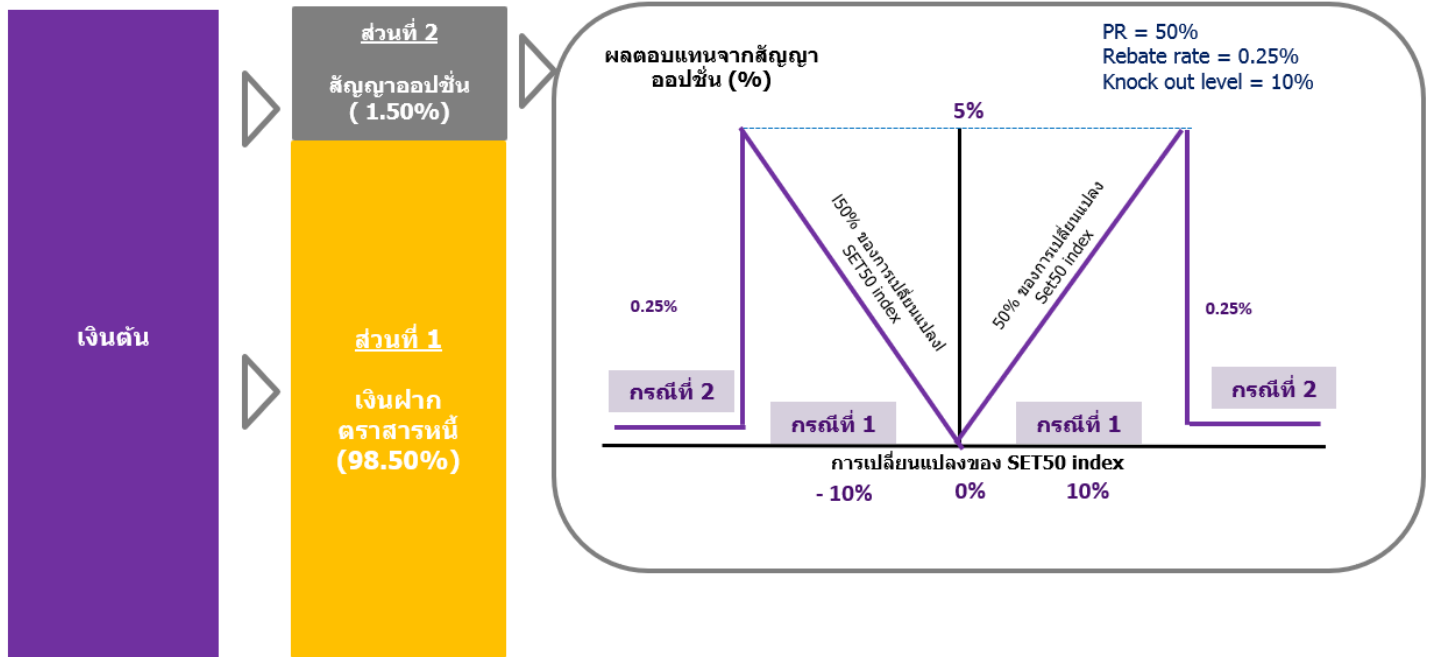 เงินต้น
ส่วนที่ 2
สัญญาออปชั่น
( 1.50%)
ส่วนที่ 1
เงินฝาก
ตราสารหนี้
(98.50%)
ผลตอบแทนจากสัญญา
ออปชั่น (%)
PR = 50%
Rebate rate = 0.25%
Knock out level = 10%
5%
|50% ของการเปลี่ยนแปลง|
SET50 index
50% ของการเปลี่ยนแปลง
Set50 index
0.25%
0.25%
กรณีที่ 2
กรณีที่ 1
กรณีที่ 1
กรณีที่ 2
การเปลี่ยนแปลงของ SET50 index
- 10%
0%
10%